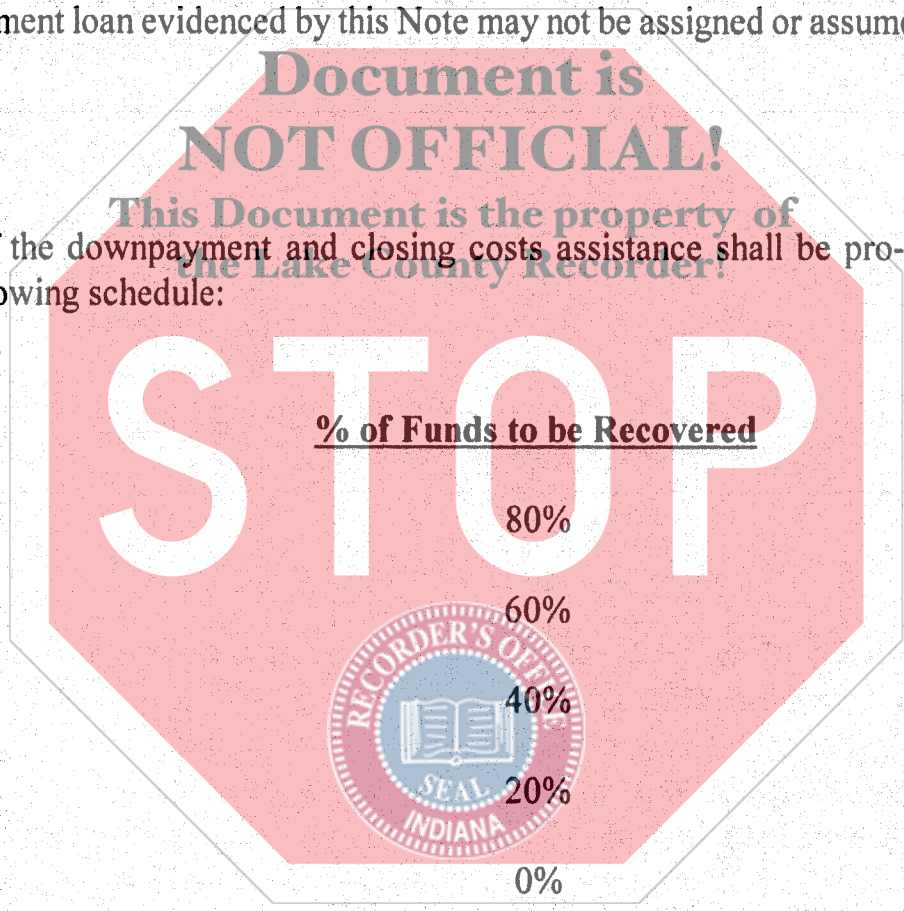 ment loan evidenced by this Note may not be assigned or assume
Document is
NOT OFFICIAL!
This Document is the property of
the Lake County Recorder!
the downpayment and closing costs assistance shall be pro-
owing schedule:
STOP
% of Funds to be Recovered
80%
60%
40%
20%
0%
RECORDER'S OFFICE
SEAL
INDIANA